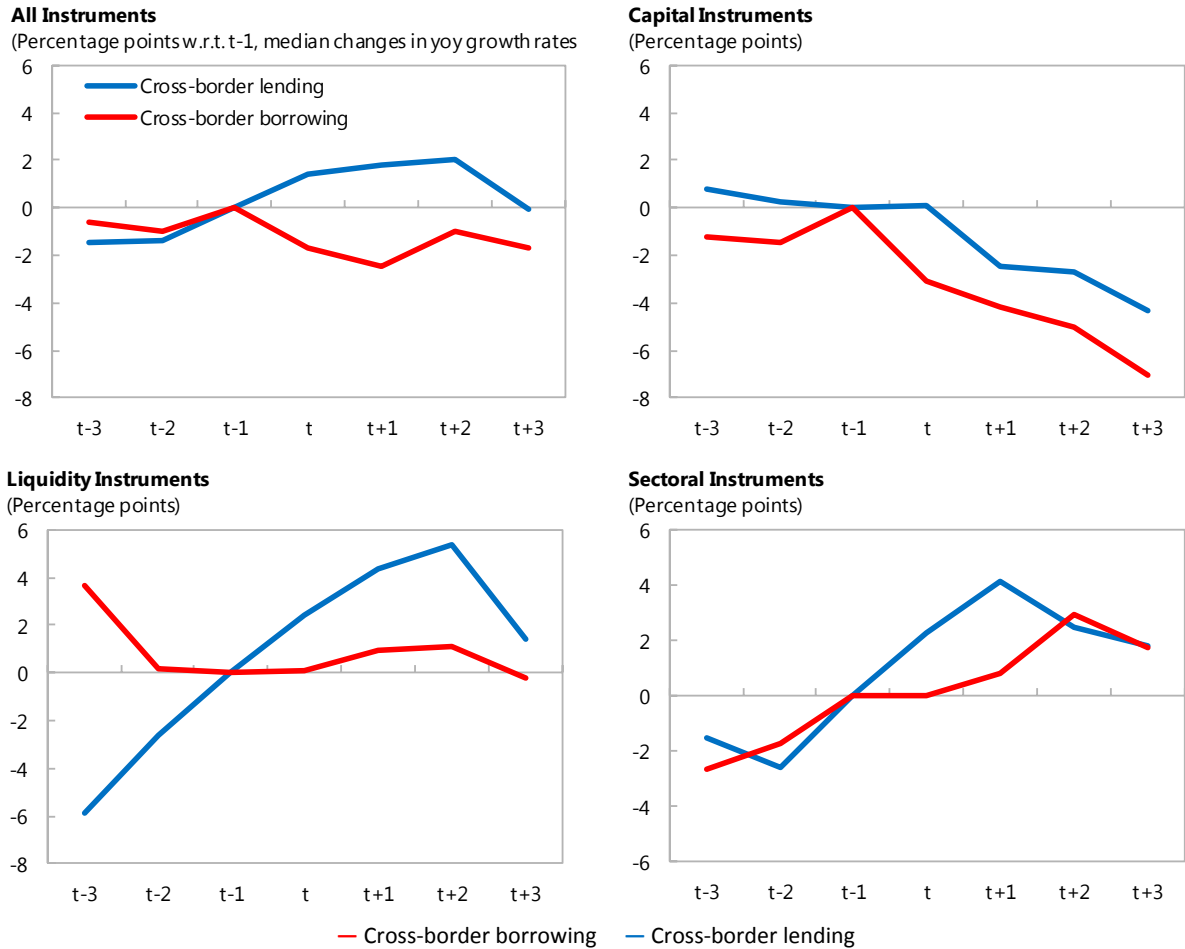 All Instruments
(Percentage points w.r.t. t-1, median changes in yoy growth rates
6
4
2
0
-2
-4
-6
-8
Cross-border lending
Cross-border borrowing
t-3 t-2 t-1 t t+1 t+2 t+3
Capital Instruments
(Percentage points)
6
4
2
0
-2
-4
-6
-8
t-3 t-2 t-1 t t+1 t+2 t+3
Liquidity Instruments
(Percentage points)
6
4
2
0
-2
-4
-6
-8
t-3 t-2 t-1 t t+1 t+2 t+3
Sectoral Instruments
(Percentage points)
6
4
2
0
-2
-4
-6
t-3 t-2 t-1 t t+1 t+2 t+3
Cross-border borrowing Cross-border lending